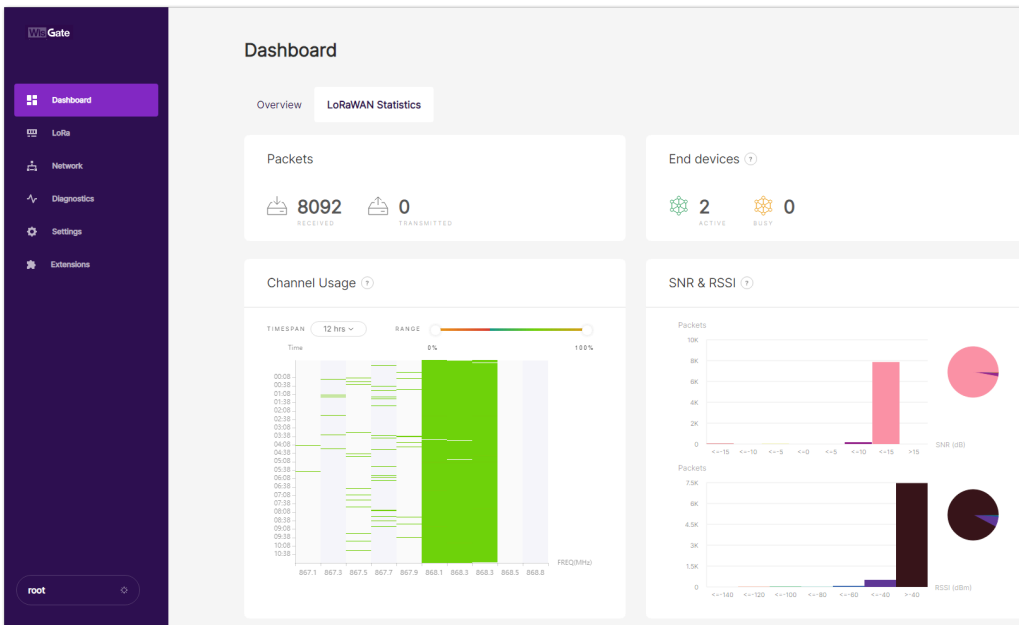 WisGate
Dashboard
LoRa
Network
Diagnostics
Settings
Extensions
root
Dashboard
Overview
LoRaWAN Statistics
Packets
8092
RECEIVED
0
TRANSMITTED
End devices ?
2
ACTIVE
0
BUSY
Channel Usage ?
TIMESPAN
12 hrs
RANGE
0%
100%
Time
00:08
00:38
01:08
01:38
02:08
02:38
03:08
03:38
04:08
04:38
05:08
05:38
06:08
06:38
07:08
07:38
08:08
08:38
09:08
09:38
10:08
10:38
FREQ(MHz)
867.1 867.3 867.5 867.7 867.9 868.1 868.3 868.3 868.5 868.8
SNR & RSSI ?
Packets
10K
8K
6K
4K
2K
0
<=-15 <=-10 <=-5 <=0 <=5 <=10 <=15 >15
SNR (dB)
Packets
7.5K
6K
4.5K
3K
1.5K
0
<=-140 <=-120 <=-100 <=-80 <=-60 <=-40 >-40
RSSI (dBm)